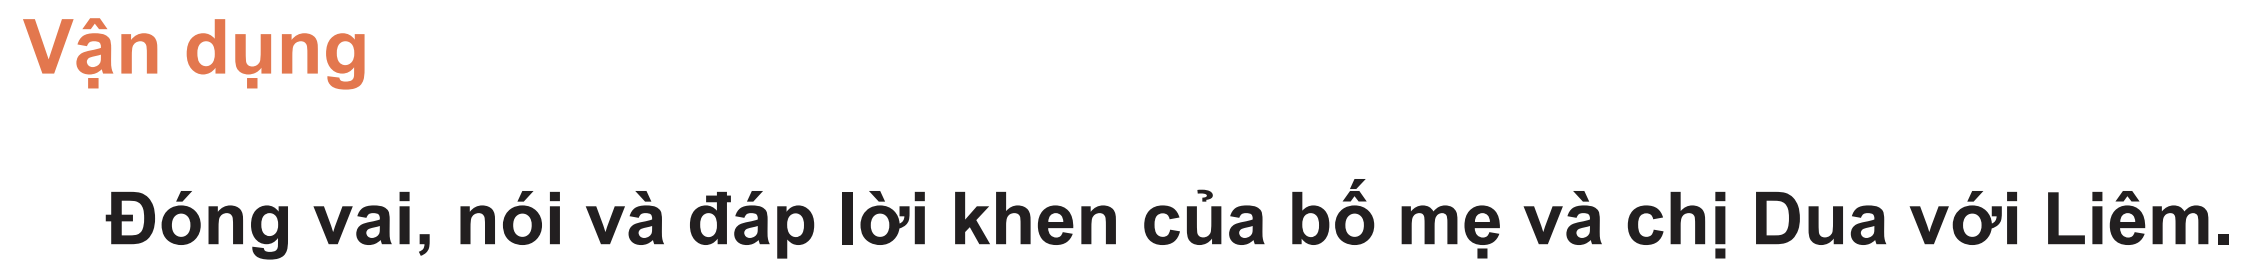 Vận dụng
Đóng vai, nói và đáp lời khen của bố mẹ và chị Dua với Liêm.